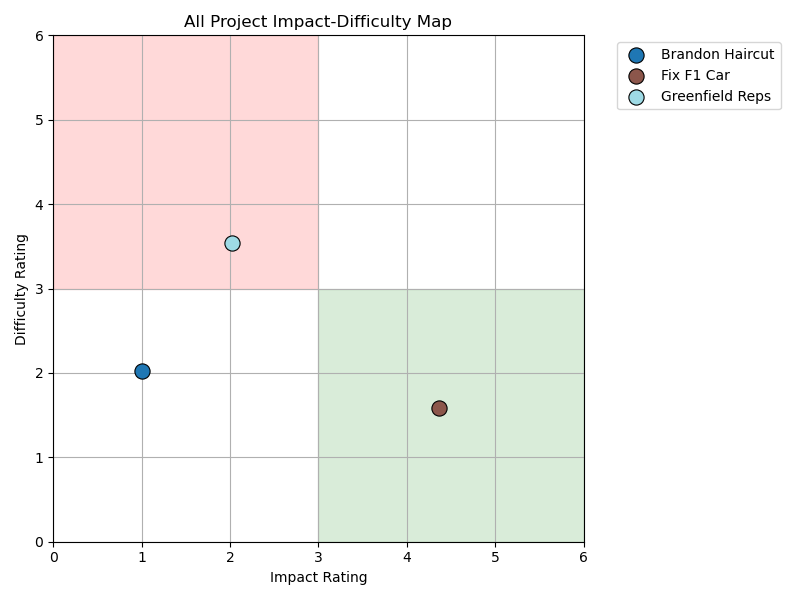 All Project Impact-Difficulty Map
Brandon Haircut
Fix F1 Car
Greenfield Reps
Difficulty Rating
6
5
4
3
2
1
0
0 1 2 3 4 5 6
Impact Rating